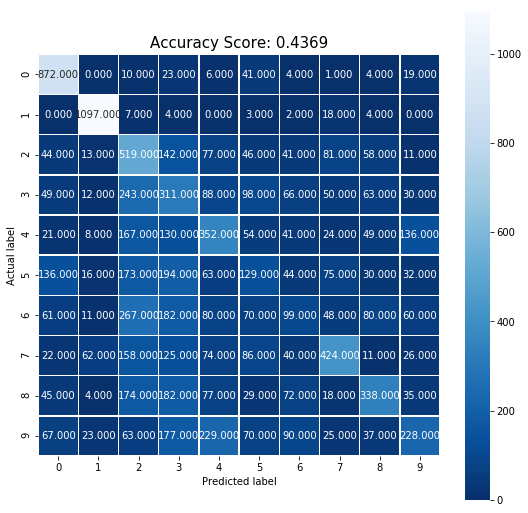 Accuracy Score: 0.4369
0 872.000 0.000 10.000 23.000 6.000 41.000 4.000 1.000 4.000 19.000
1 0.000 1097.000 7.000 4.000 0.000 3.000 2.000 18.000 4.000 0.000
2 44.000 13.000 519.000 142.000 77.000 46.000 41.000 81.000 58.000 11.000
3 49.000 12.000 243.000 311.000 88.000 98.000 66.000 50.000 63.000 30.000
4 21.000 8.000 167.000 130.000 352.000 54.000 41.000 24.000 49.000 136.000
5 136.000 16.000 173.000 194.000 63.000 129.000 44.000 75.000 30.000 32.000
6 61.000 11.000 267.000 182.000 80.000 70.000 99.000 48.000 80.000 60.000
7 22.000 62.000 158.000 125.000 74.000 86.000 40.000 424.000 11.000 26.000
8 45.000 4.000 174.000 182.000 77.000 29.000 72.000 18.000 338.000 35.000
9 67.000 23.000 63.000 177.000 229.000 70.000 90.000 25.000 37.000 228.000
0 1 2 3 4 5 6 7 8 9
Predicted label
Actual label
1000
800
600
400
200
0